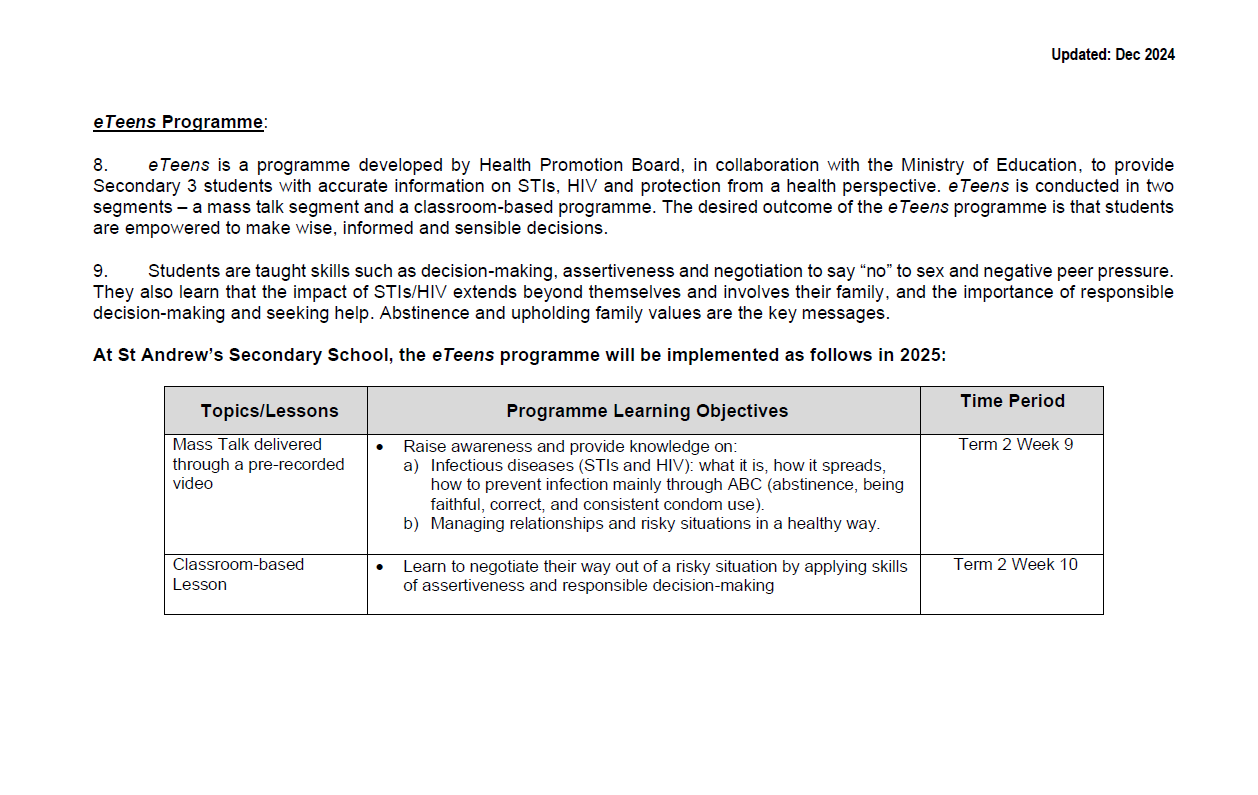 Updated: Dec 2024
eTeens Programme:
8. eTeens is a programme developed by Health Promotion Board, in collaboration with the Ministry of Education, to provide
Secondary 3 students with accurate information on STIs, HIV and protection from a health perspective. eTeens is conducted in two
segments – a mass talk segment and a classroom-based programme. The desired outcome of the eTeens programme is that students
are empowered to make wise, informed and sensible decisions.
9. Students are taught skills such as decision-making, assertiveness and negotiation to say “no” to sex and negative peer pressure.
They also learn that the impact of STIs/HIV extends beyond themselves and involves their family, and the importance of responsible
decision-making and seeking help. Abstinence and upholding family values are the key messages.
At St Andrew’s Secondary School, the eTeens programme will be implemented as follows in 2025:
Topics/Lessons
Programme Learning Objectives
Time Period
Mass Talk delivered
through a pre-recorded
video
• Raise awareness and provide knowledge on:
a) Infectious diseases (STIs and HIV): what it is, how it spreads,
how to prevent infection mainly through ABC (abstinence, being
faithful, correct, and consistent condom use).
b) Managing relationships and risky situations in a healthy way.
Term 2 Week 9
Classroom-based
Lesson
• Learn to negotiate their way out of a risky situation by applying skills
of assertiveness and responsible decision-making
Term 2 Week 10